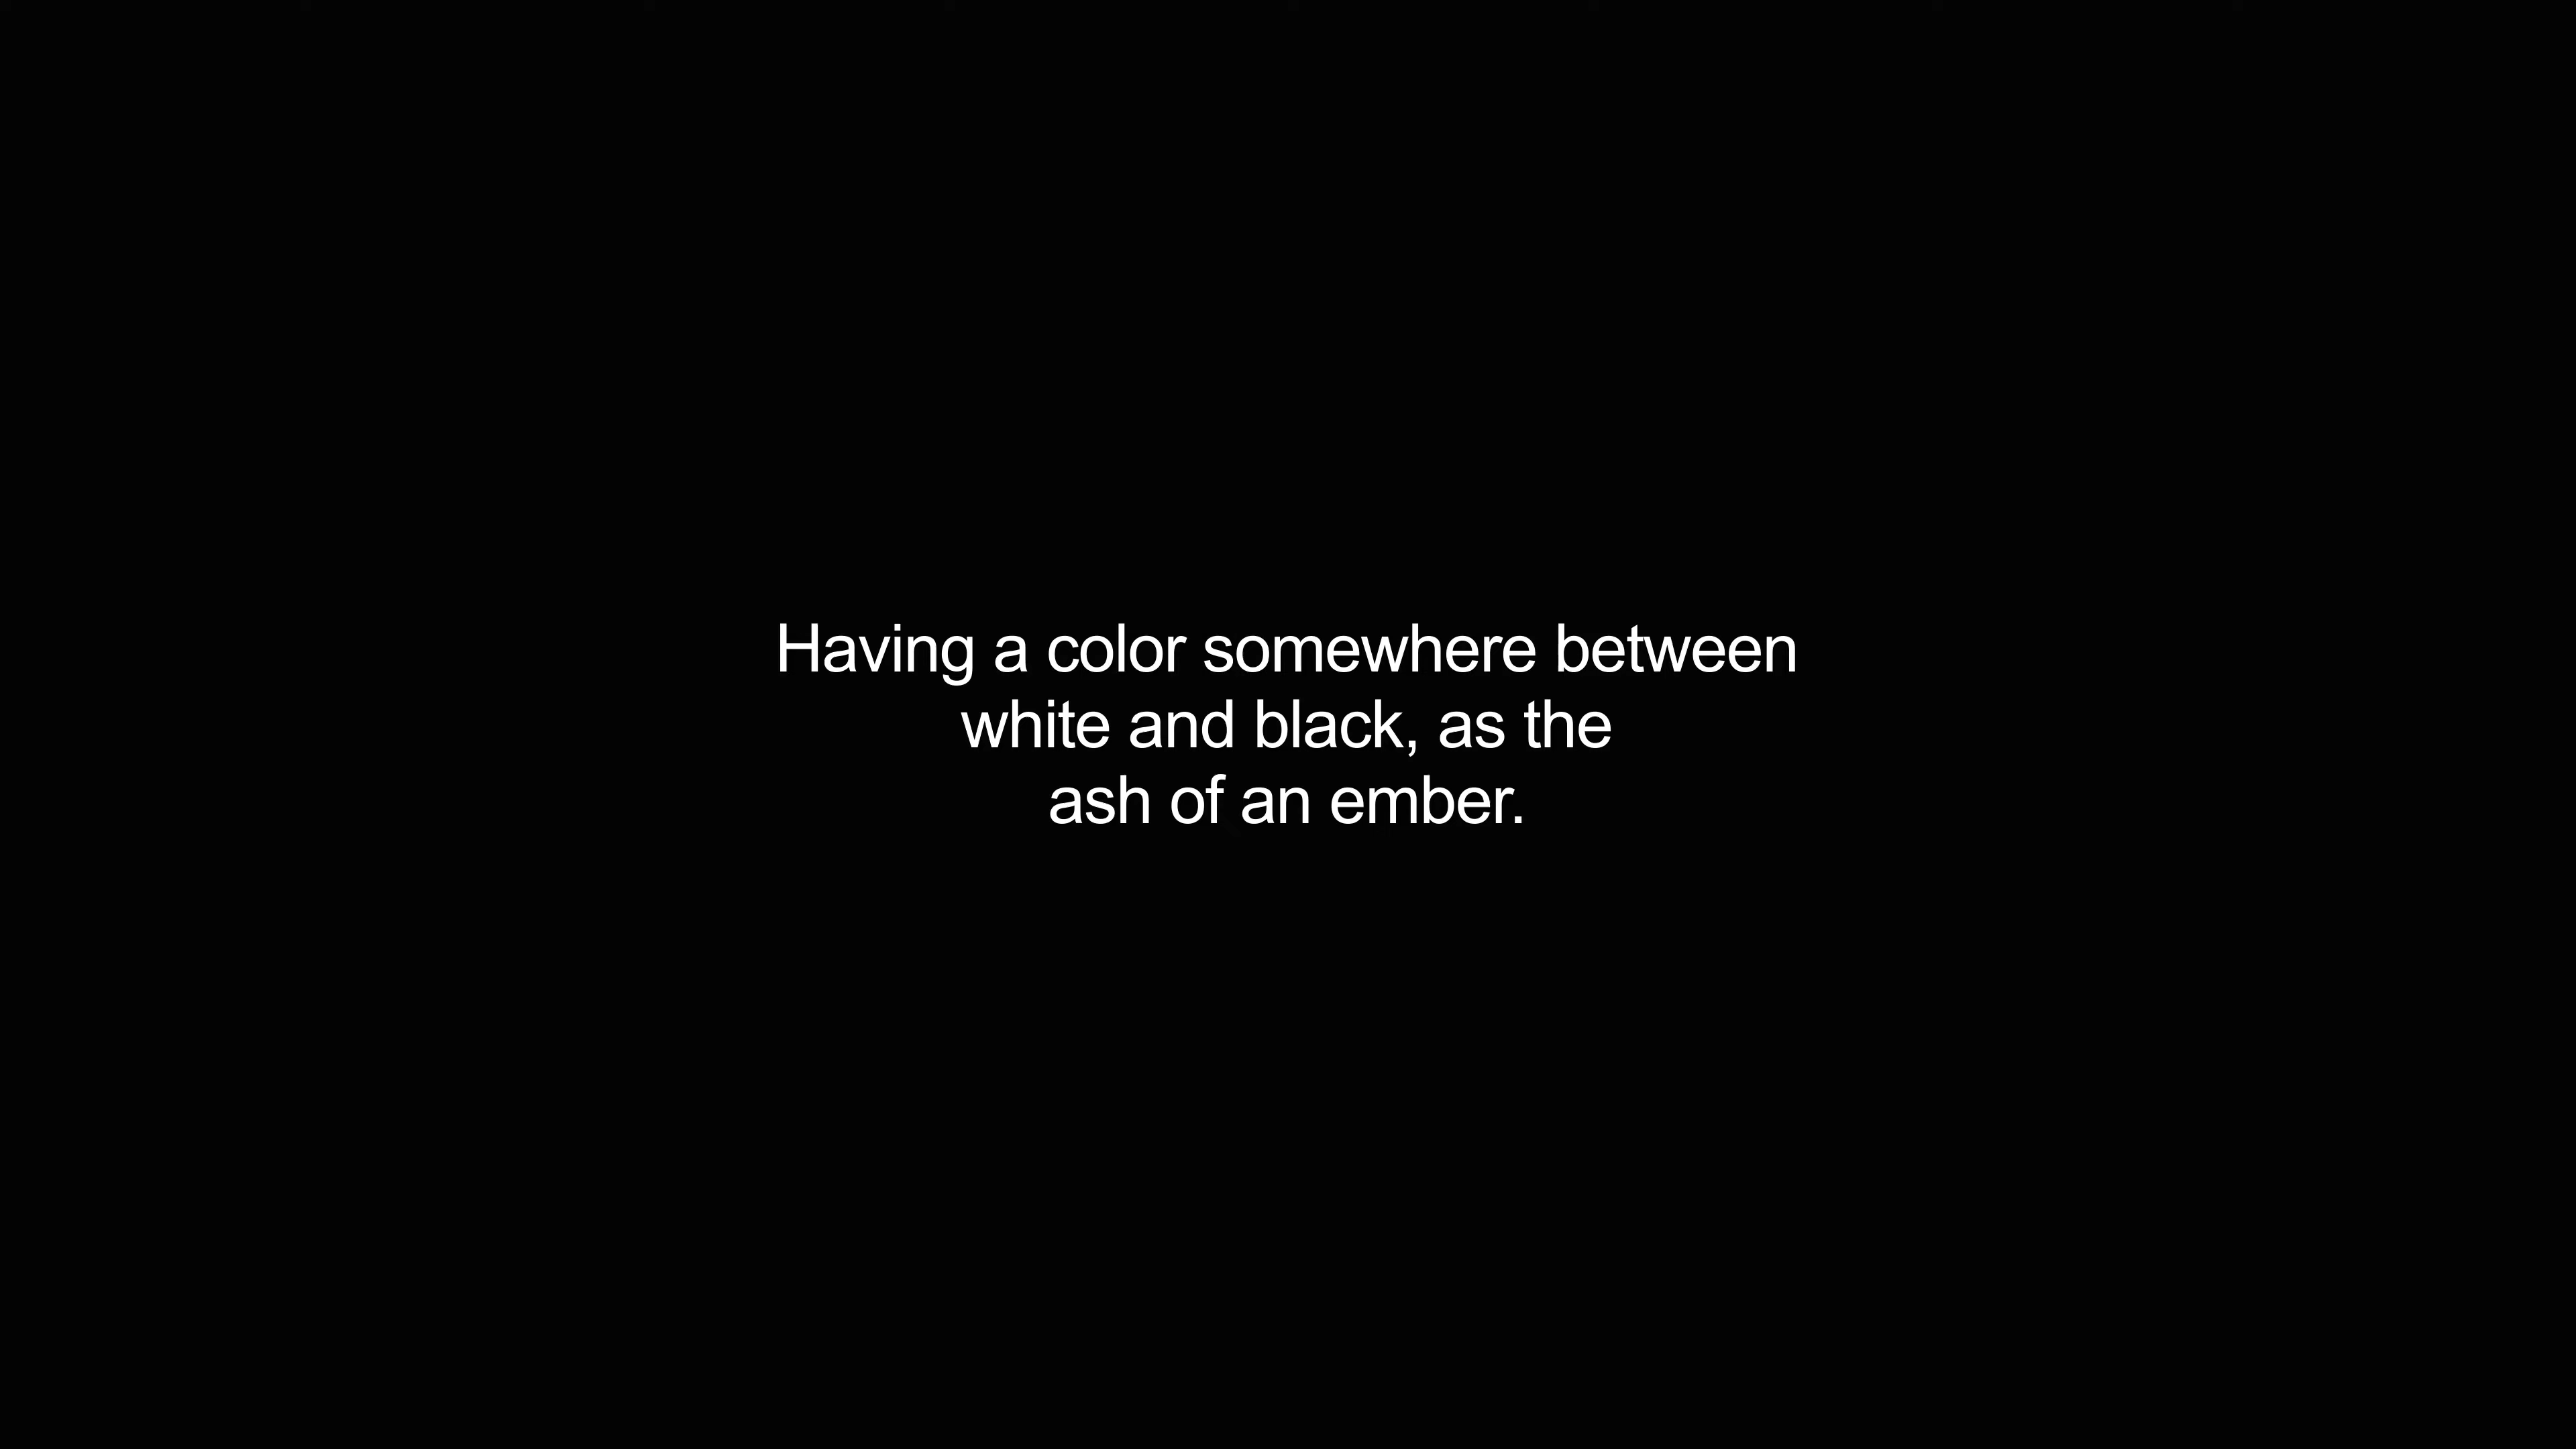 Having a color somewhere between
white and black, as the
ash of an ember.